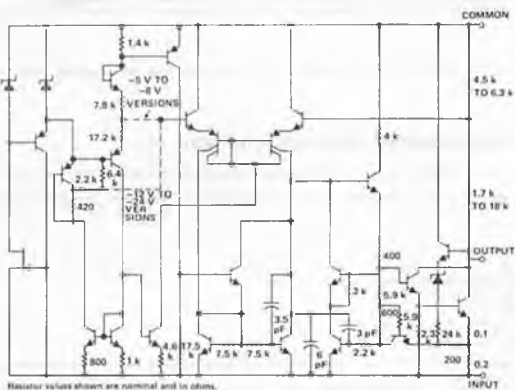 COMMON
1.4 k
-5 V TO
-8 V
VERSIONS
7.8 k
17.2 k
4.5 k
TO 6.3 k
4 k
2.2 k
6.4
k
420
-12 V TO
-24 V
VER
SIONS
1.7 k
TO 18 k
OUTPUT
400
.2 k
5.9 k
600
5.9
k
3.5
pF
3 pF
6
pF
4.6
k
17.5
k
7.5 k
7.5 k
2.2 k
2.3
k
24 k
0.1
200
0.2
800
1 k
INPUT
Resistor values shown are nominal and in ohms.